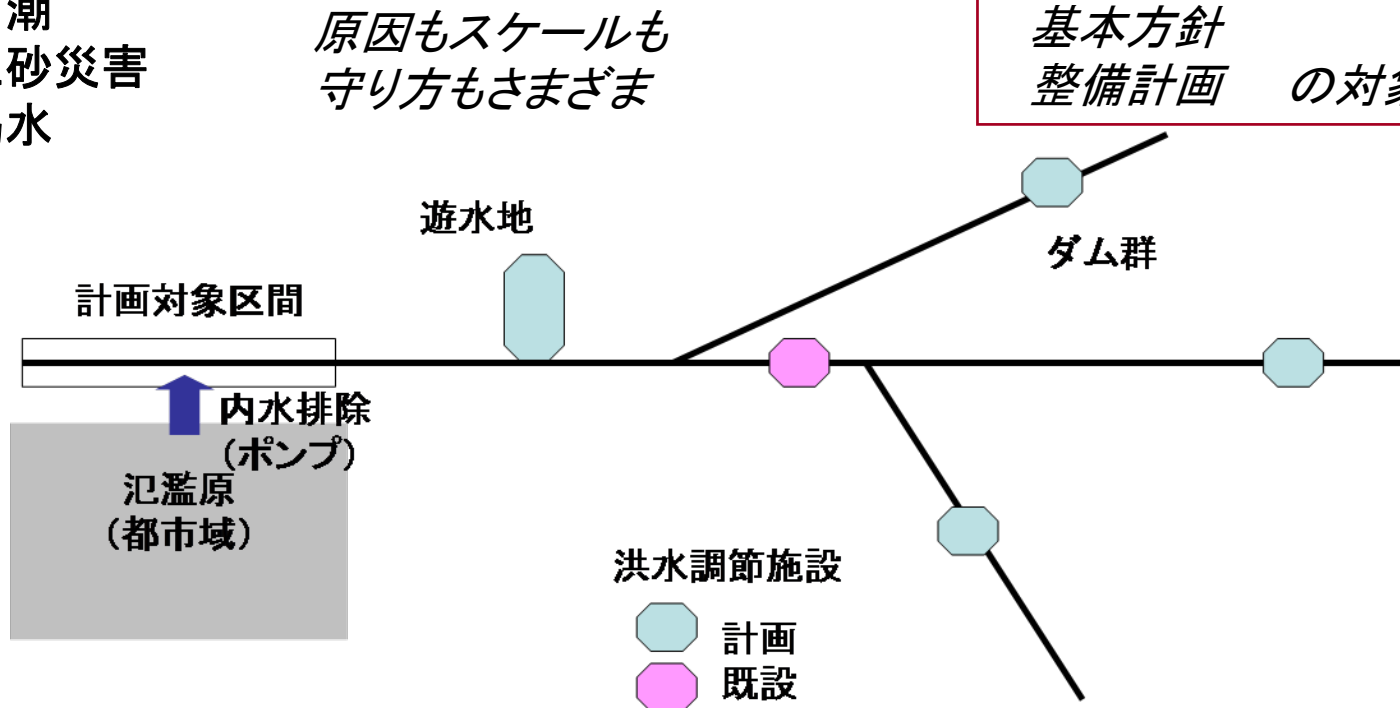 潮
砂災害
水
原因もスケールも
守り方もさまざま
基本方針
整備計画 の対
遊水地
ダム群
計画対象区間
内水排除
(ポンプ)
氾濫原
(都市域)
洪水調節施設
計画
既設